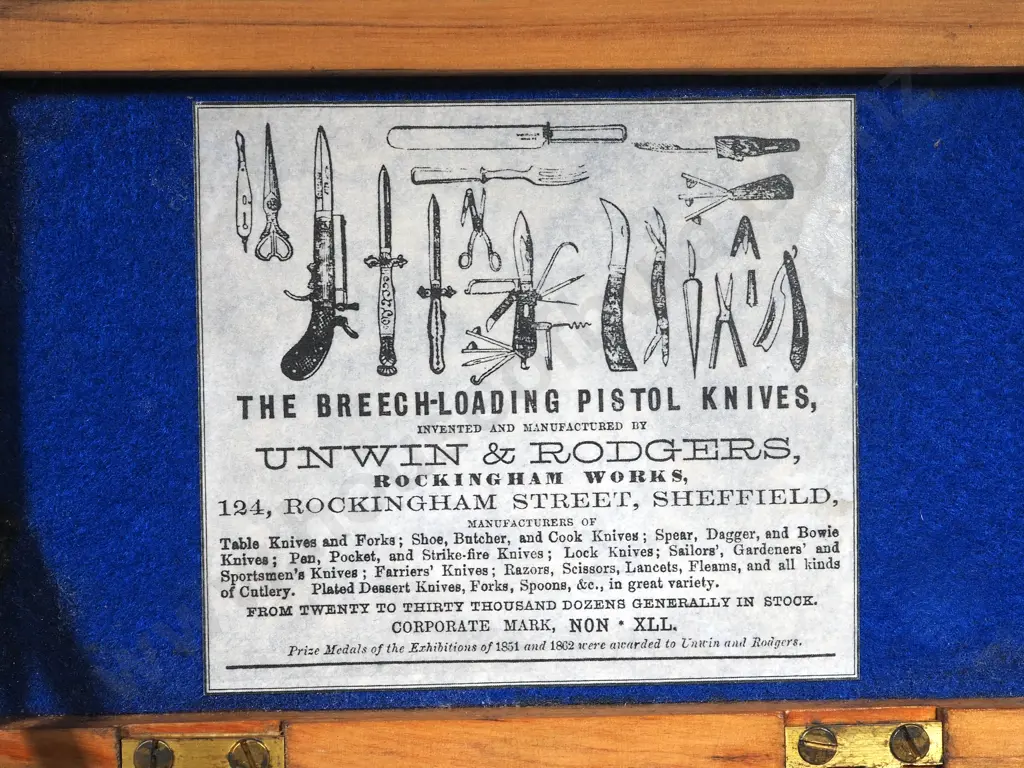 THE BREECH-LOADING PISTOL KNIVES,
INVENTED AND MANUFACTURED BY
UNWIN & RODGERS,
ROCKINGHAM WORKS,
124, ROCKINGHAM STREET, SHEFFIELD,
MANUFACTURERS OF
Table Knives and Forks; Shoe, Butcher, and Cook Knives; Spear, Dagger, and Bowie
Knives; Pen, Pocket, and Strike-fire Knives; Lock Knives; Sailors', Gardeners' and
Sportsmen's Knives; Farriers' Knives; Razors, Scissors, Lancets, Fleams, and all kinds
of Cutlery. Plated Dessert Knives, Forks, Spoons, &c., in great variety.
FROM TWENTY TO THIRTY THOUSAND DOZENS GENERALLY IN STOCK.
CORPORATE MARK, NON * XLL.
Prize Medals of the Exhibitions of 1851 and 1862 were awarded to Unwin and Rodgers.